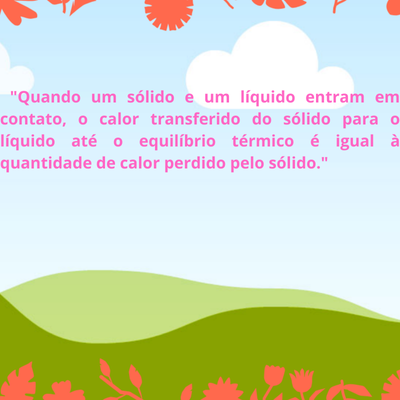 "Quando um sólido e um líquido entram em
contato, o calor transferido do sólido para o
líquido até o equilíbrio térmico é igual à
quantidade de calor perdido pelo sólido."